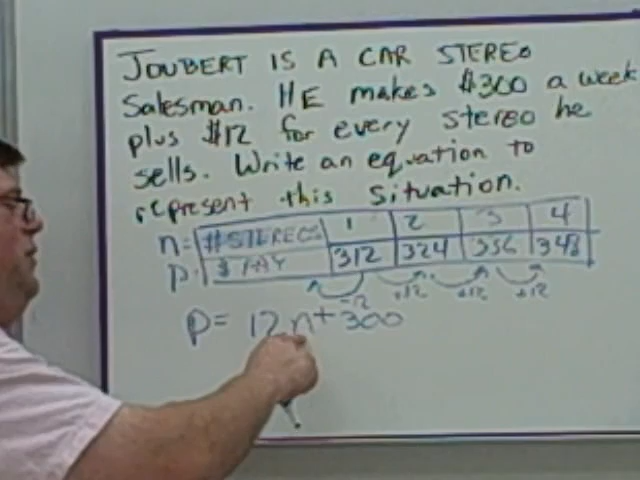 JOUBERT IS A CAR STEREO
Salesman. HE makes $300 a week
plus $12 for every stereo he
sells. Write an equation to
represent this situation.
n= #STEREOS 1 2 3 4
P= $ PAY 312 324 336 348
-12 +12 +12 +12
P= 12n+300